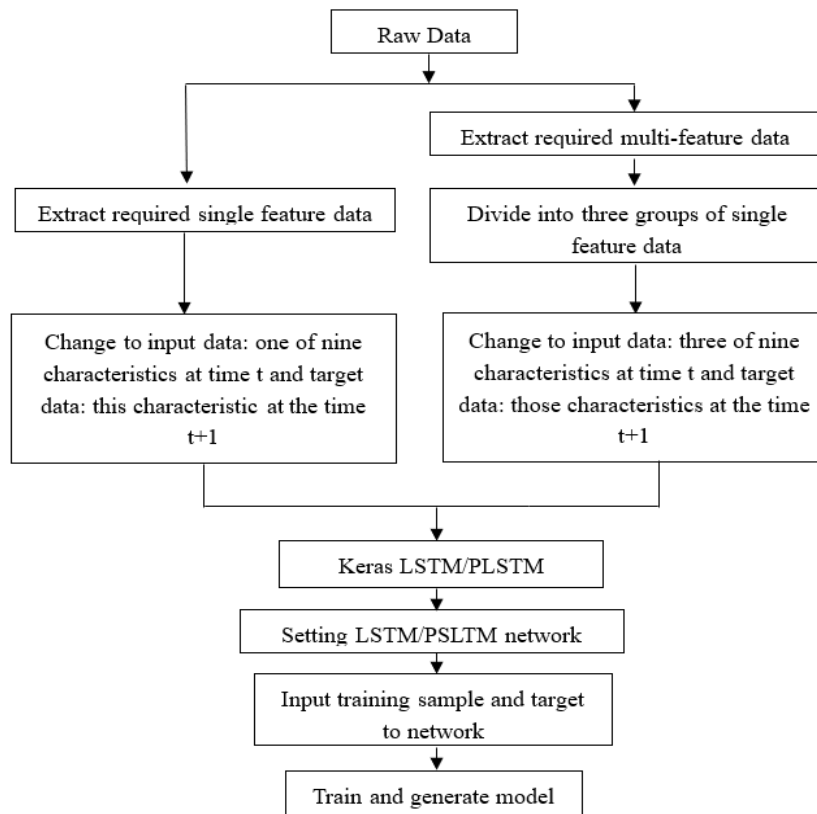 Raw Data
Extract required multi-feature data
Extract required single feature data
Divide into three groups of single
feature data
Change to input data: one of nine
characteristics at time t and target
data: this characteristic at the time
t+1
Change to input data: three of nine
characteristics at time t and target
data: those characteristics at the time
t+1
Keras LSTM/PLSTM
Setting LSTM/PSLTM network
Input training sample and target
to network
Train and generate model